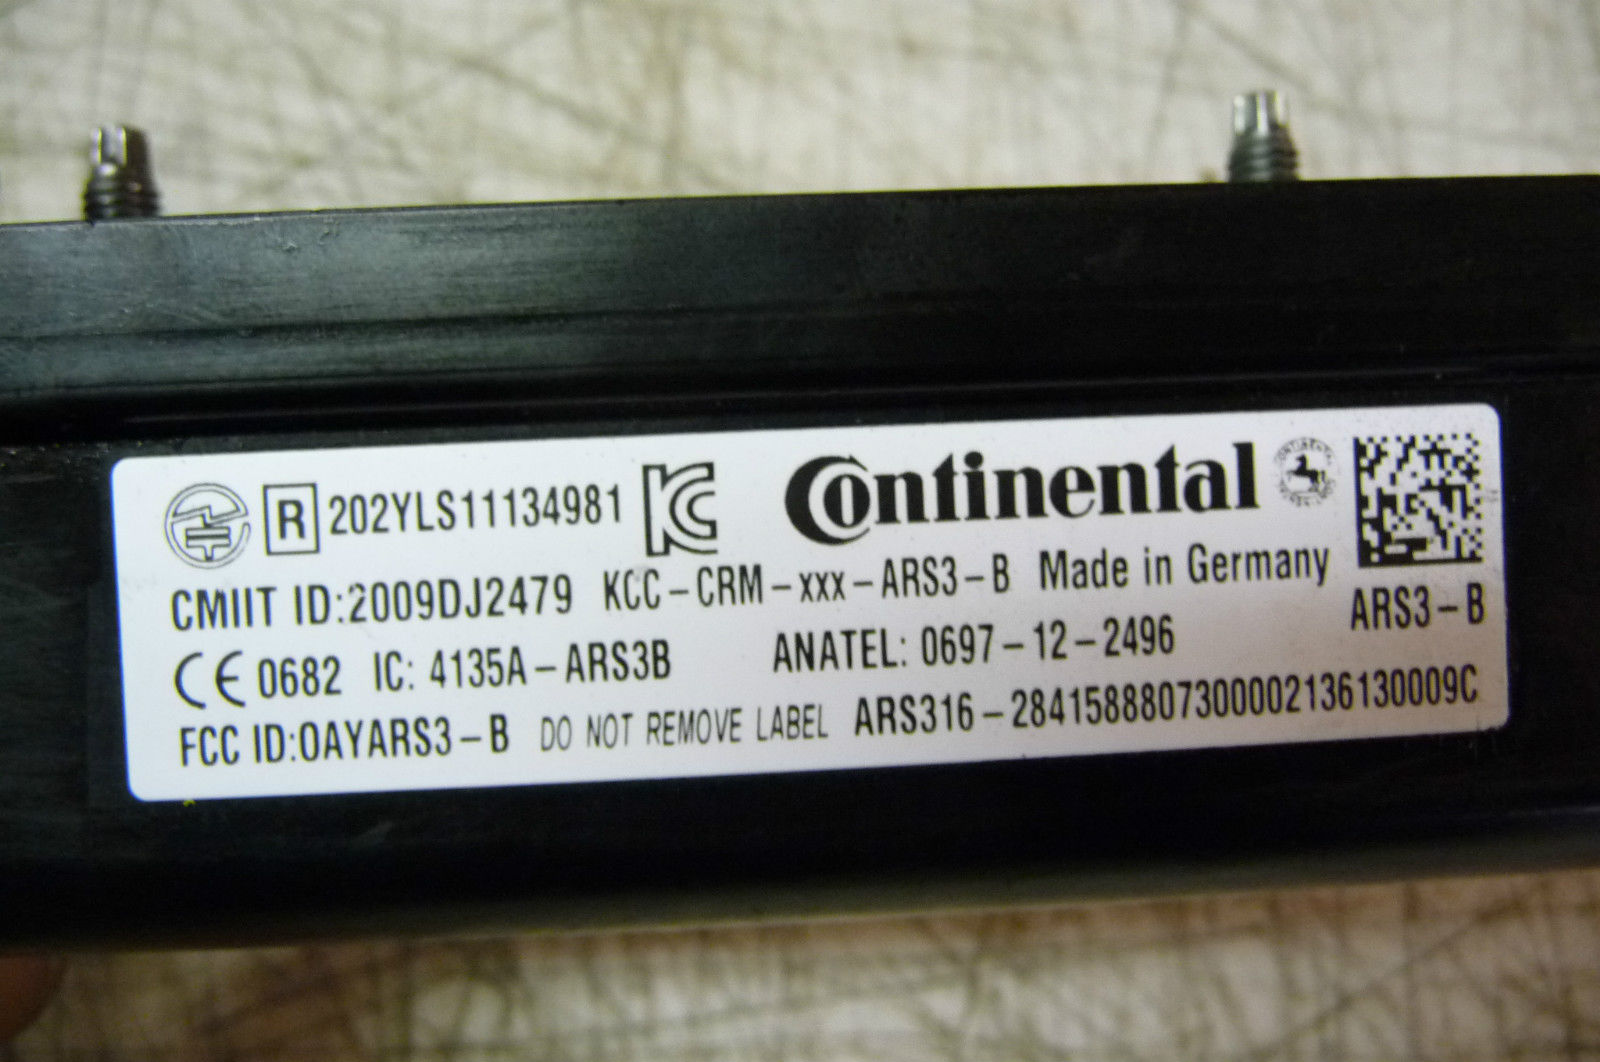 R 202YLS11134981 Continental
CMIIT ID:2009DJ2479 KCC-CRM-xxx-ARS3-B Made in Germany
ARS3-B
CE 0682 IC: 4135A-ARS3B ANATEL: 0697-12-2496
FCC ID:OAYARS3-B DO NOT REMOVE LABEL ARS316-2841588807300002136130009C